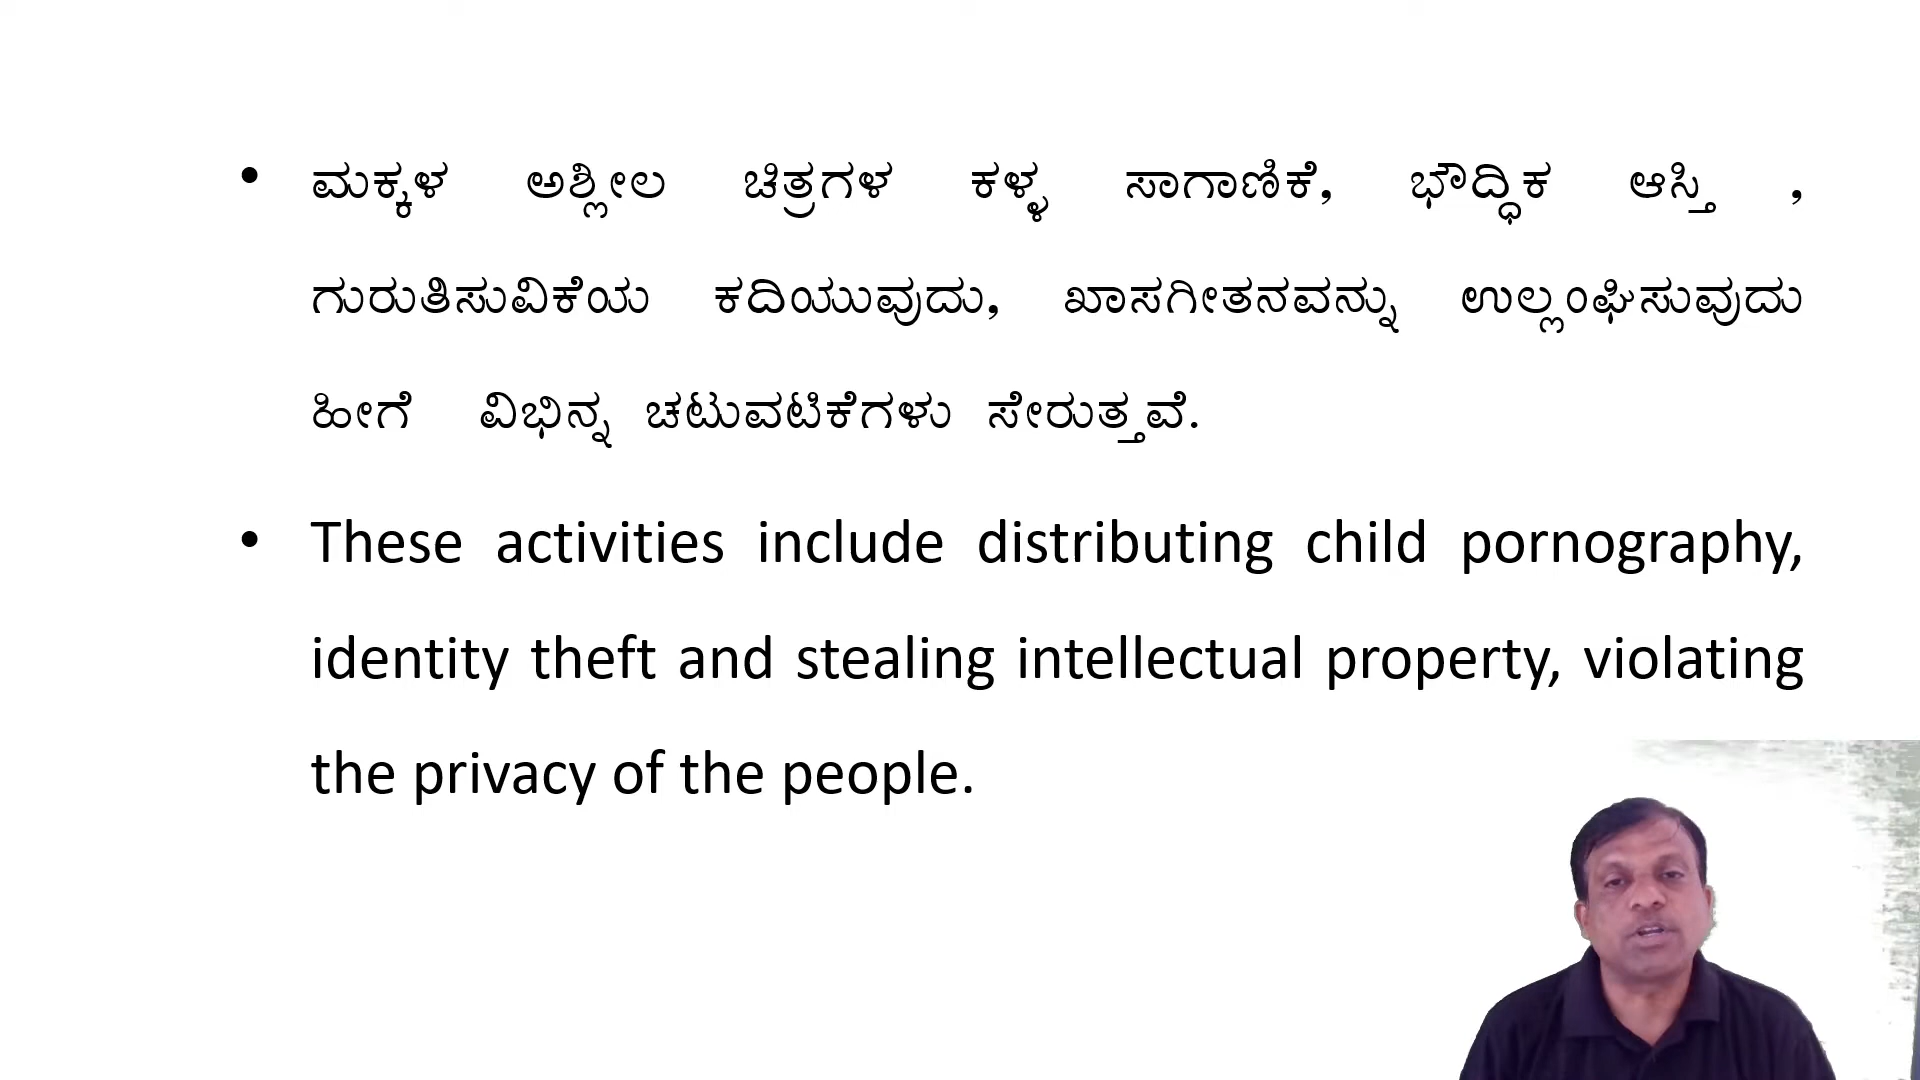 • ಮಕ್ಕಳ ಅಶ್ಲೀಲ ಚಿತ್ರಗಳ ಕಳ್ಳ ಸಾಗಾಣಿಕೆ, ಭೌದ್ಧಿಕ ಆಸ್ತಿ ,
ಗುರುತಿಸುವಿಕೆಯ ಕದಿಯುವುದು, ಖಾಸಗೀತನವನ್ನು ಉಲ್ಲಂಘಿಸುವುದು
ಹೀಗೆ ವಿಭಿನ್ನ ಚಟುವಟಿಕೆಗಳು ಸೇರುತ್ತವೆ.
• These activities include distributing child pornography,
identity theft and stealing intellectual property, violating
the privacy of the people.